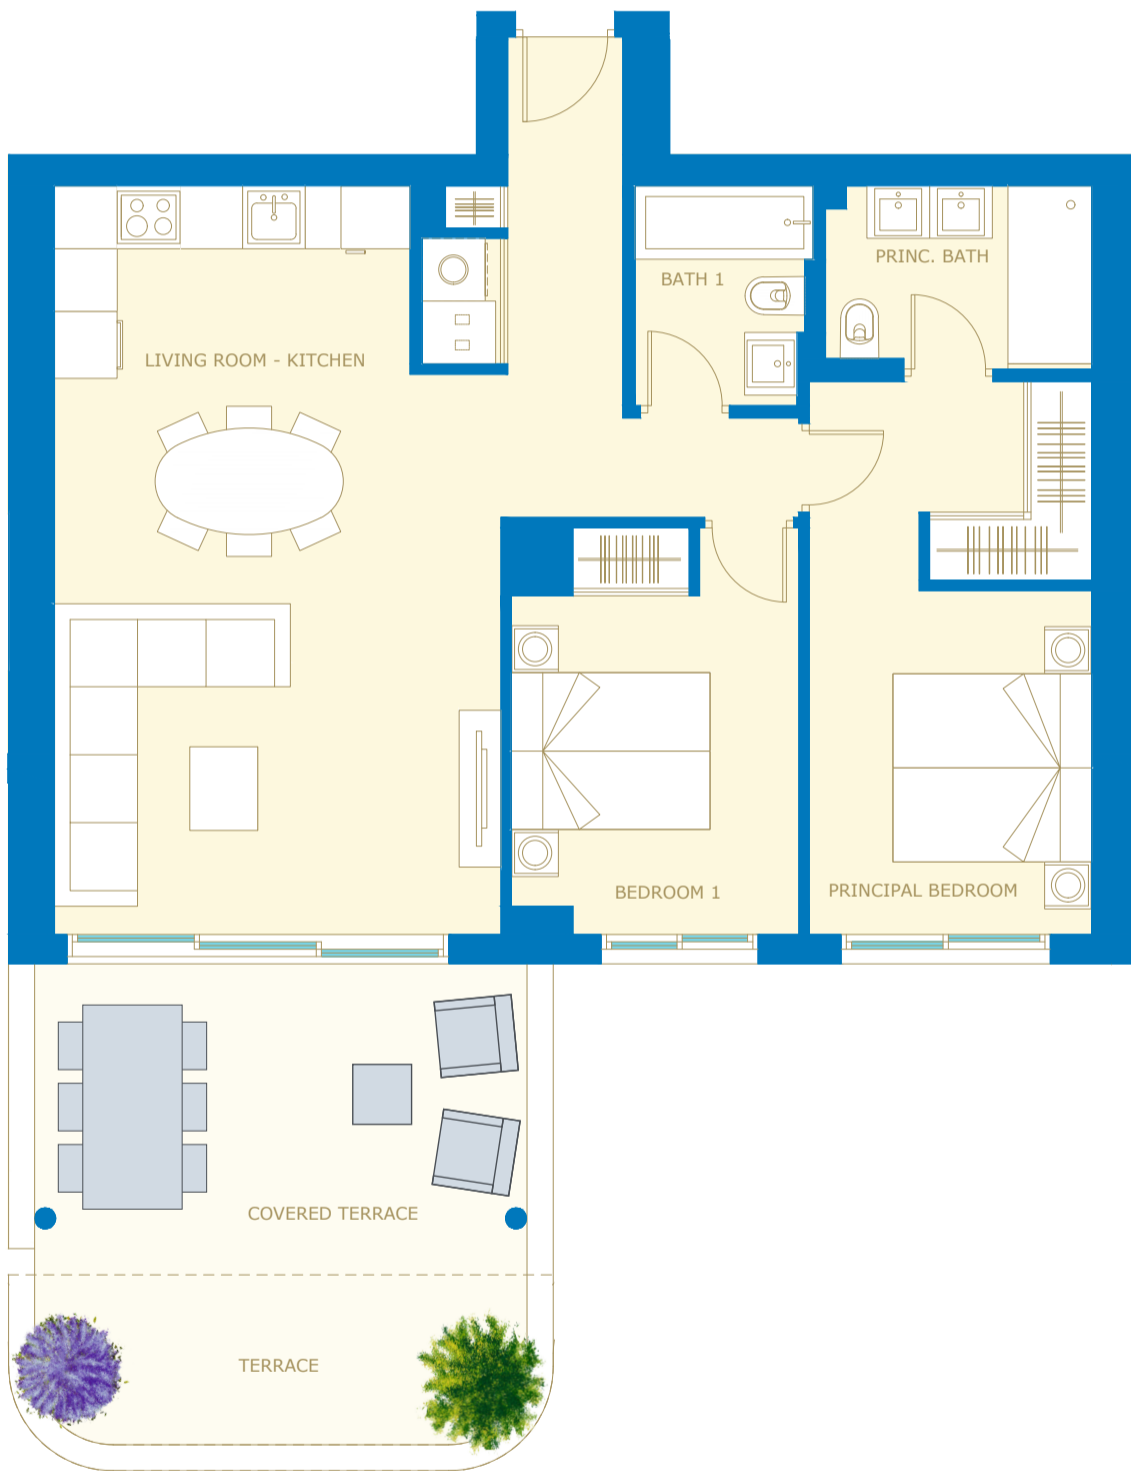 PRINC. BATH
BATH 1
LIVING ROOM - KITCHEN
BEDROOM 1
PRINCIPAL BEDROOM
COVERED TERRACE
TERRACE